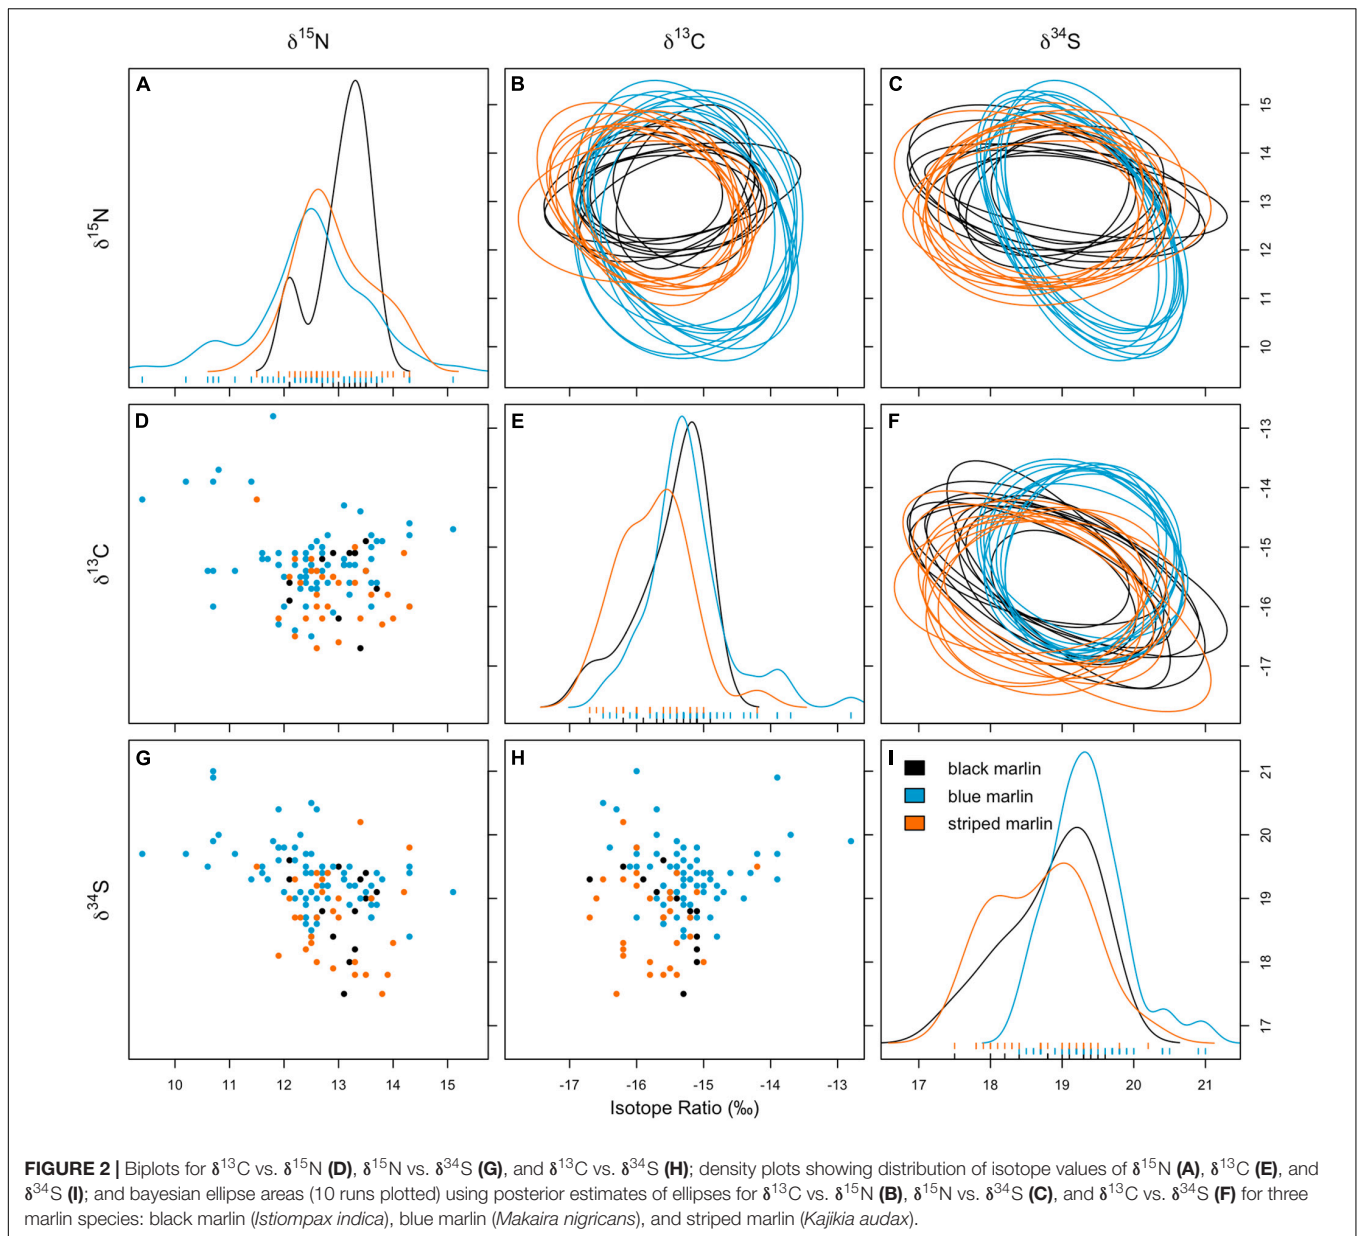 δ15N δ13C δ34S
A B C
δ15N
15
14
13
12
11
10
D E F
δ13C
-13
-14
-15
-16
-17
G H I
black marlin
blue marlin
striped marlin
δ34S
21
20
19
18
17
10 11 12 13 14 15 -17 -16 -15 -14 -13 17 18 19 20 21
Isotope Ratio (‰)
FIGURE 2 | Biplots for δ13C vs. δ15N (D), δ15N vs. δ34S (G), and δ13C vs. δ34S (H); density plots showing distribution of isotope values of δ15N (A), δ13C (E), and
δ34S (I); and bayesian ellipse areas (10 runs plotted) using posterior estimates of ellipses for δ13C vs. δ15N (B), δ15N vs. δ34S (C), and δ13C vs. δ34S (F) for three
marlin species: black marlin (Istiompax indica), blue marlin (Makaira nigricans), and striped marlin (Kajikia audax).